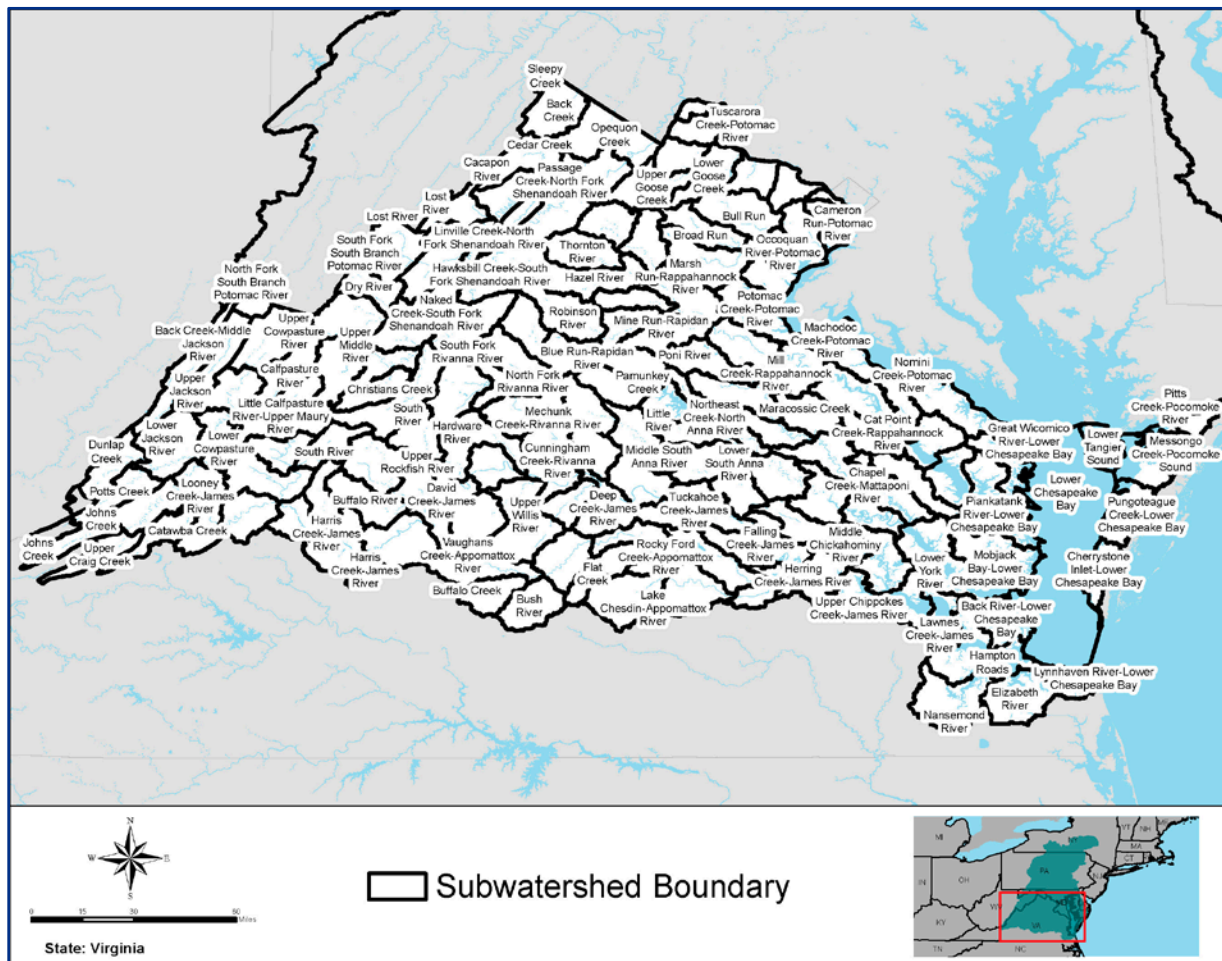 Sleepy
Creek
Back
Creek
Tuscarora
Creek-Potomac
River
Opequon
Creek
Cedar Creek
Cacapon
River
Passage
Creek-North Fork
Shenandoah River
Upper
Goose
Creek
Lower
Goose
Creek
Lost
River
Lost River
Bull Run
Cameron
Run-Potomac
River
Linville Creek-North
Fork Shenandoah River
Broad Run
Occoquan
River-Potomac
River
South Fork
South Branch
Potomac River
Thornton
River
Marsh
Run-Rappahannock
River
Hazel River
Hawksbill Creek-South
Fork Shenandoah River
North Fork
South Branch
Potomac River
Dry River
Naked
Creek-South Fork
Shenandoah River
Robinson
River
Mine Run-Rapidan
River
Potomac
Creek-Potomac
River
Back Creek-Middle
Jackson
River
Upper
Cowpasture
River
Upper
Middle
River
South Fork
Rivanna River
Blue Run-Rapidan
River
Poni River
Machodoc
Creek-Potomac
River
Upper
Jackson
River
Calfpasture
River
Christians Creek
North Fork
Rivanna River
Pamunkey
Creek
Mill
Creek-Rappahannock
River
Nomini
Creek-Potomac
River
Little Calfpasture
River-Upper Maury
River
South
River
Hardware
River
Mechunk
Creek-Rivanna
River
Little
River
Northeast
Creek-North
Anna River
Maracossic Creek
Cat Point
Creek-Rappahannock
River
Pitts
Creek-Pocomoke
River
Dunlap
Creek
Lower
Jackson
River
Lower
Cowpasture
River
South River
Upper
Rockfish River
Cunningham
Creek-Rivanna
River
Middle South
Anna River
Lower
South Anna
River
Great Wicomico
River-Lower
Chesapeake Bay
Lower
Tangier
Sound
Messongo
Creek-Pocomoke
Sound
Potts Creek
Looney
Creek-James
River
Buffalo River
David
Creek-James
River
Upper
Willis
River
Deep
Creek-James
River
Tuckahoe
Creek-James
River
Chapel
Creek-Mattaponi
River
Lower
Chesapeake
Bay
Piankatank
River-Lower
Chesapeake Bay
Pungoteague
Creek-Lower
Chesapeake Bay
Johns
Creek
Johns
Creek
Upper
Craig Creek
Catawba Creek
Harris
Creek-James
River
Harris
Creek-James
River
Vaughans
Creek-Appomattox
River
Rocky Ford
Creek-Appomattox
River
Falling
Creek-James
River
Middle
Chickahominy
River
Lower
York
River
Mobjack
Bay-Lower
Chesapeake Bay
Cherrystone
Inlet-Lower
Chesapeake Bay
Buffalo Creek
Bush
River
Flat
Creek
Lake
Chesdin-Appomattox
River
Herring
Creek-James River
Upper Chippokes
Creek-James River
Back River-Lower
Chesapeake
Bay
Lawnes
Creek-James
River
Hampton
Roads
Lynnhaven River-Lower
Chesapeake Bay
Elizabeth
River
Nansemond
River
N
W
E
S
0 15 30 60
Miles
State: Virginia
Subwatershed Boundary
MI
NY
VT
NH
MA
CT
PA
NJ
IN
OH
WV
KY
VA
TN
NC